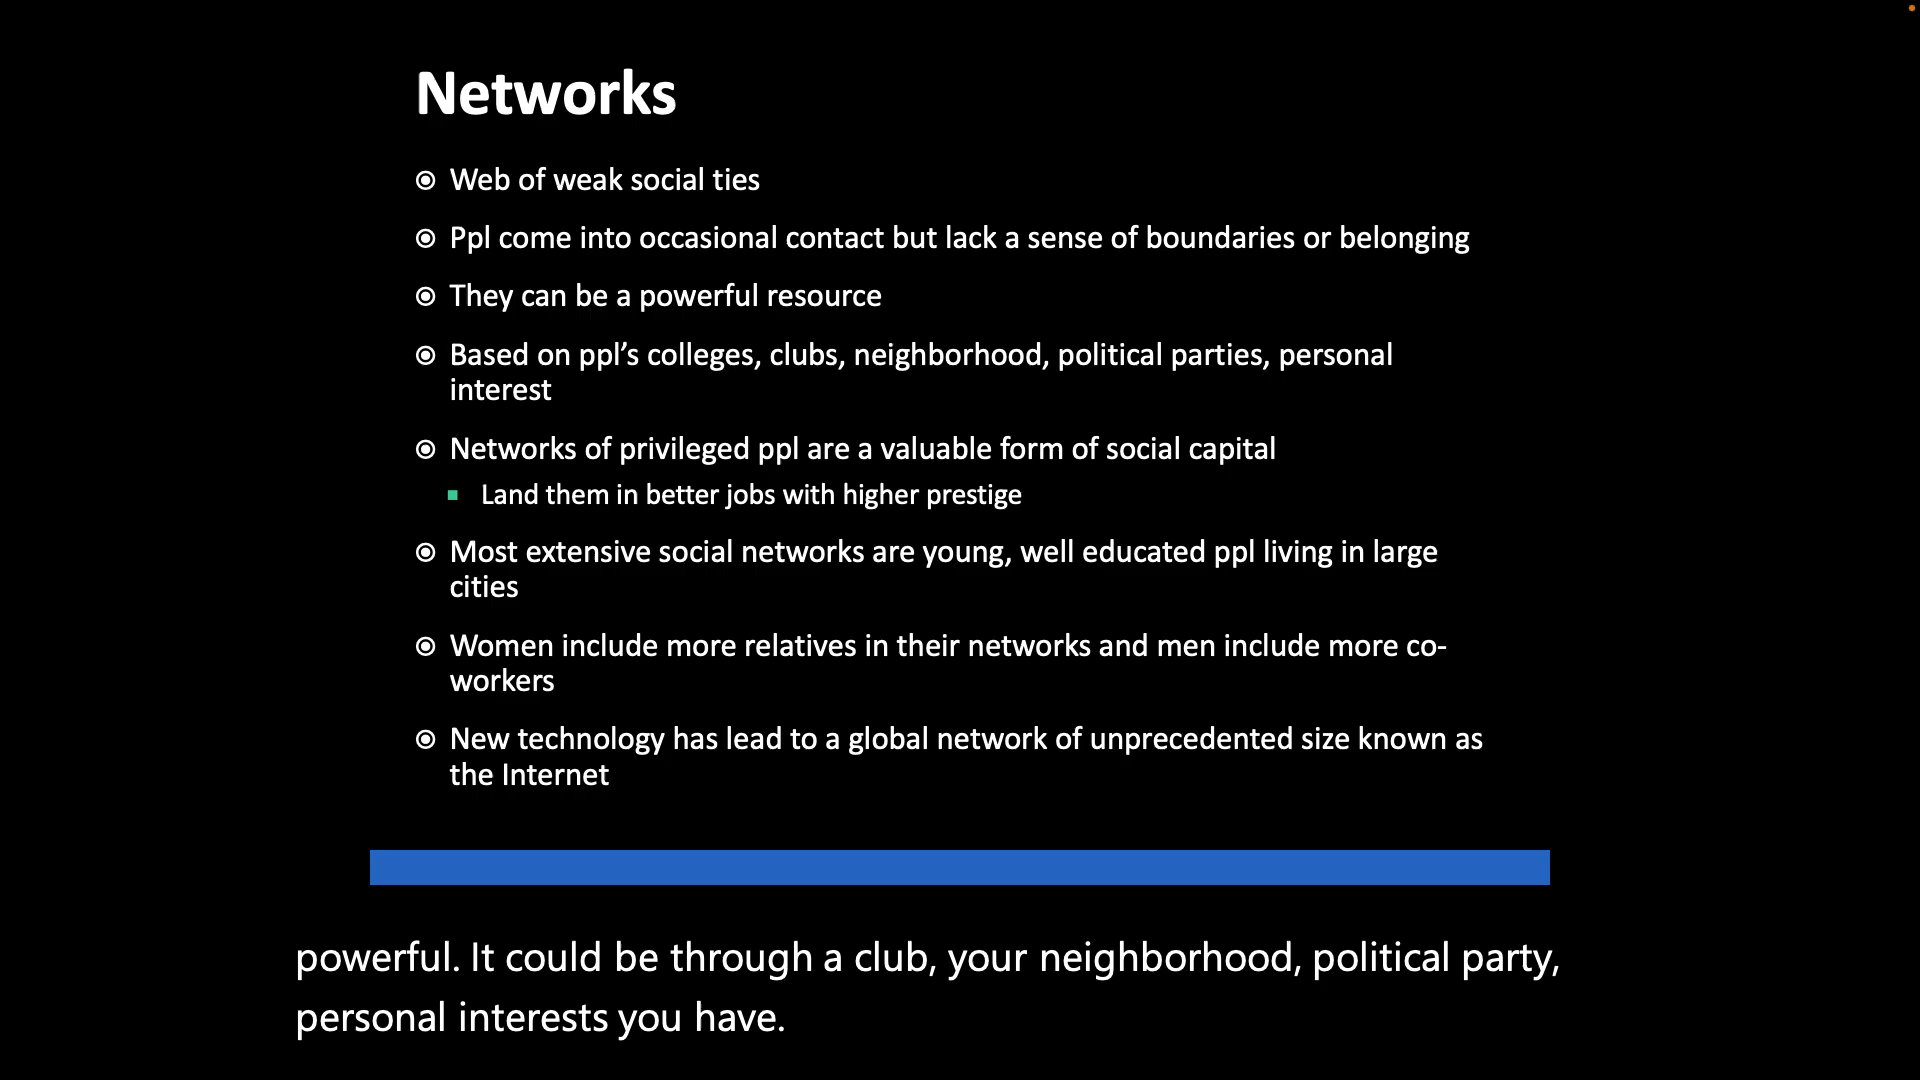 Networks
Web of weak social ties
Ppl come into occasional contact but lack a sense of boundaries or belonging
They can be a powerful resource
Based on ppl’s colleges, clubs, neighborhood, political parties, personal
interest
Networks of privileged ppl are a valuable form of social capital
Land them in better jobs with higher prestige
Most extensive social networks are young, well educated ppl living in large
cities
Women include more relatives in their networks and men include more co-
workers
New technology has lead to a global network of unprecedented size known as
the Internet
powerful. It could be through a club, your neighborhood, political party,
personal interests you have.